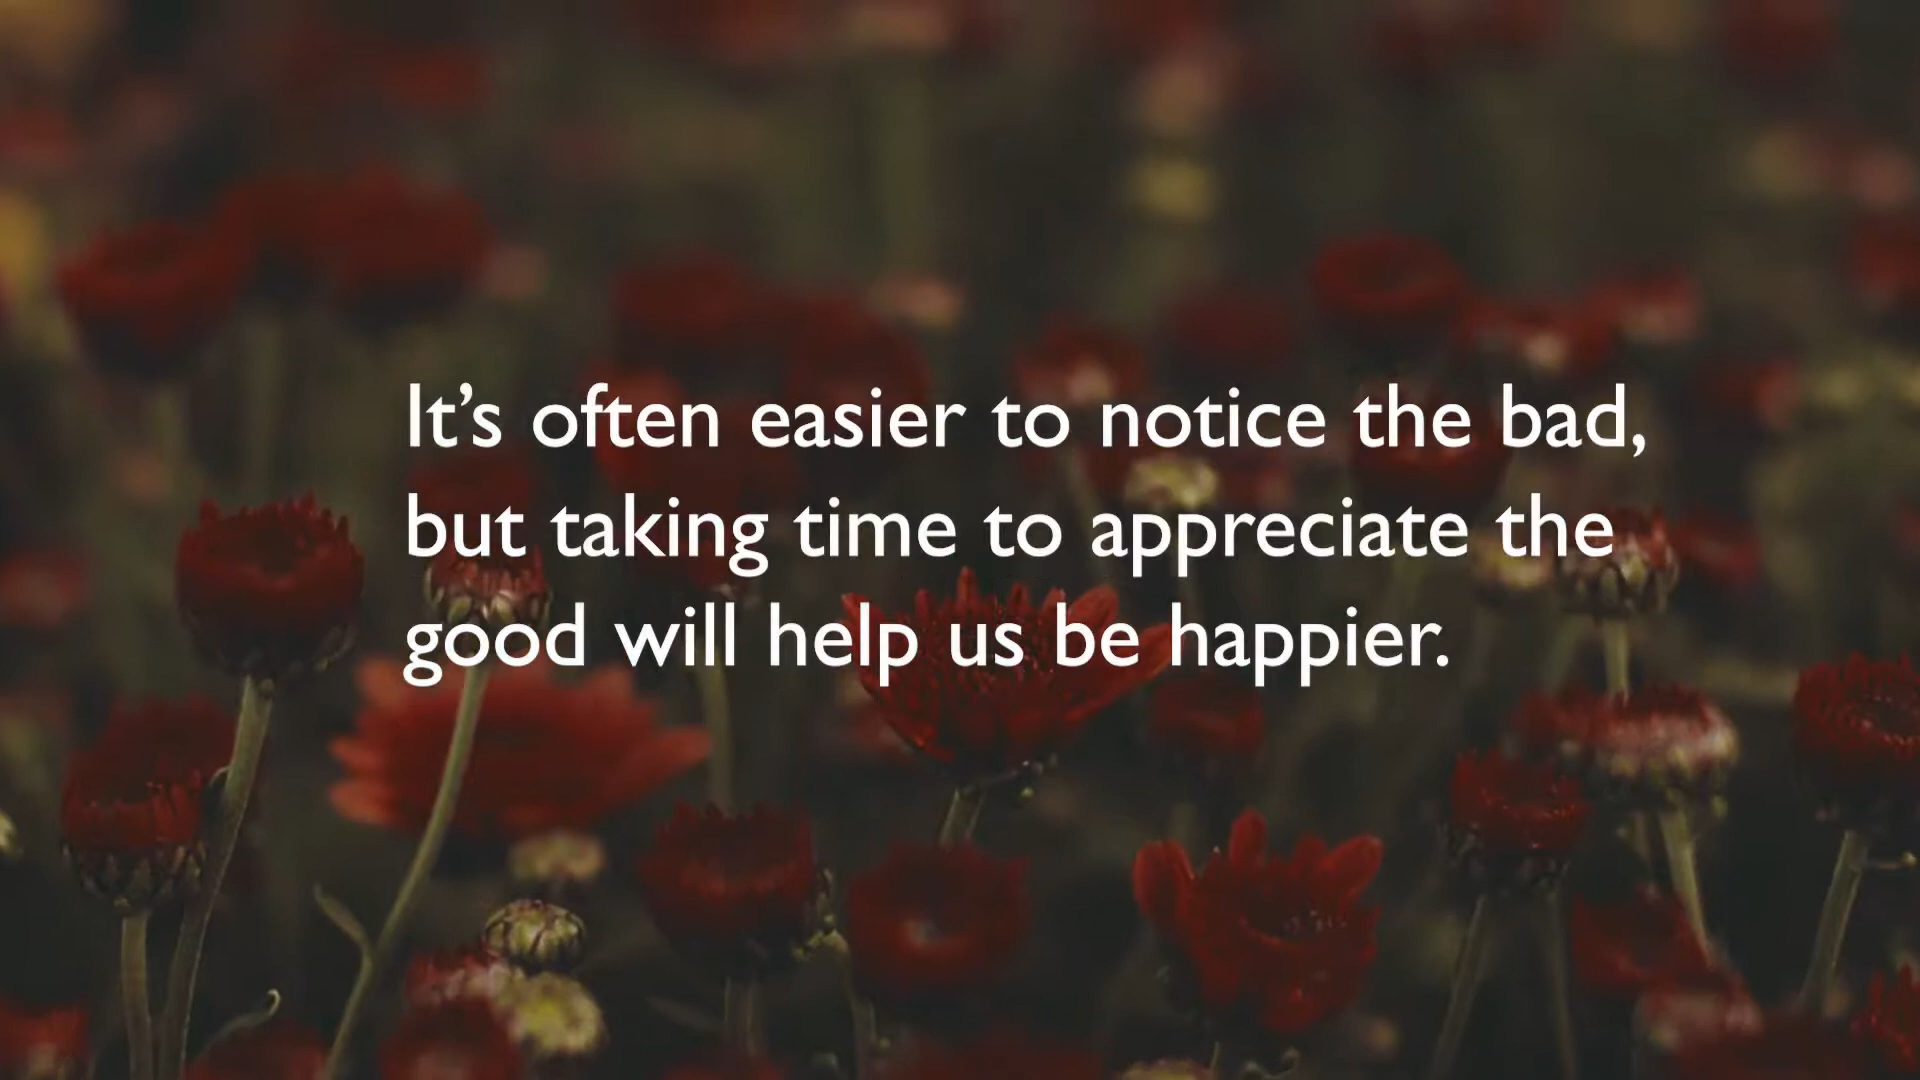 It’s often easier to notice the bad,
but taking time to appreciate the
good will help us be happier.